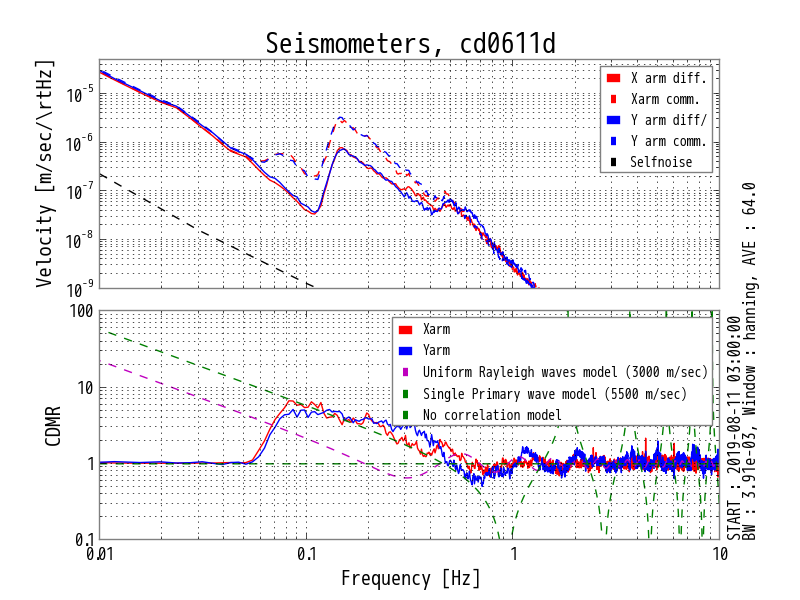 Seismometers, cd0611d
Velocity [m/sec/\rtHz]
10^-5
10^-6
10^-7
10^-8
10^-9
X arm diff.
Xarm comm.
Y arm diff/
Y arm comm.
Selfnoise
CDMR
100
10
1
0.1
Xarm
Yarm
Uniform Rayleigh waves model (3000 m/sec)
Single Primary wave model (5500 m/sec)
No correlation model
0.01
0.1
1
10
Frequency [Hz]
START : 2019-08-11 03:00:00
BW : 3.91e-03, Window : hanning, AVE : 64.0